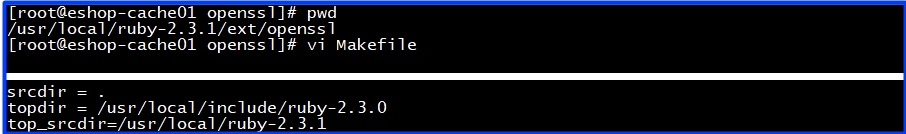 [root@eshop-cache01 openssl]# pwd
/usr/local/ruby-2.3.1/ext/openssl
[root@eshop-cache01 openssl]# vi Makefile
srcdir = .
topdir = /usr/local/include/ruby-2.3.0
top_srcdir=/usr/local/ruby-2.3.1